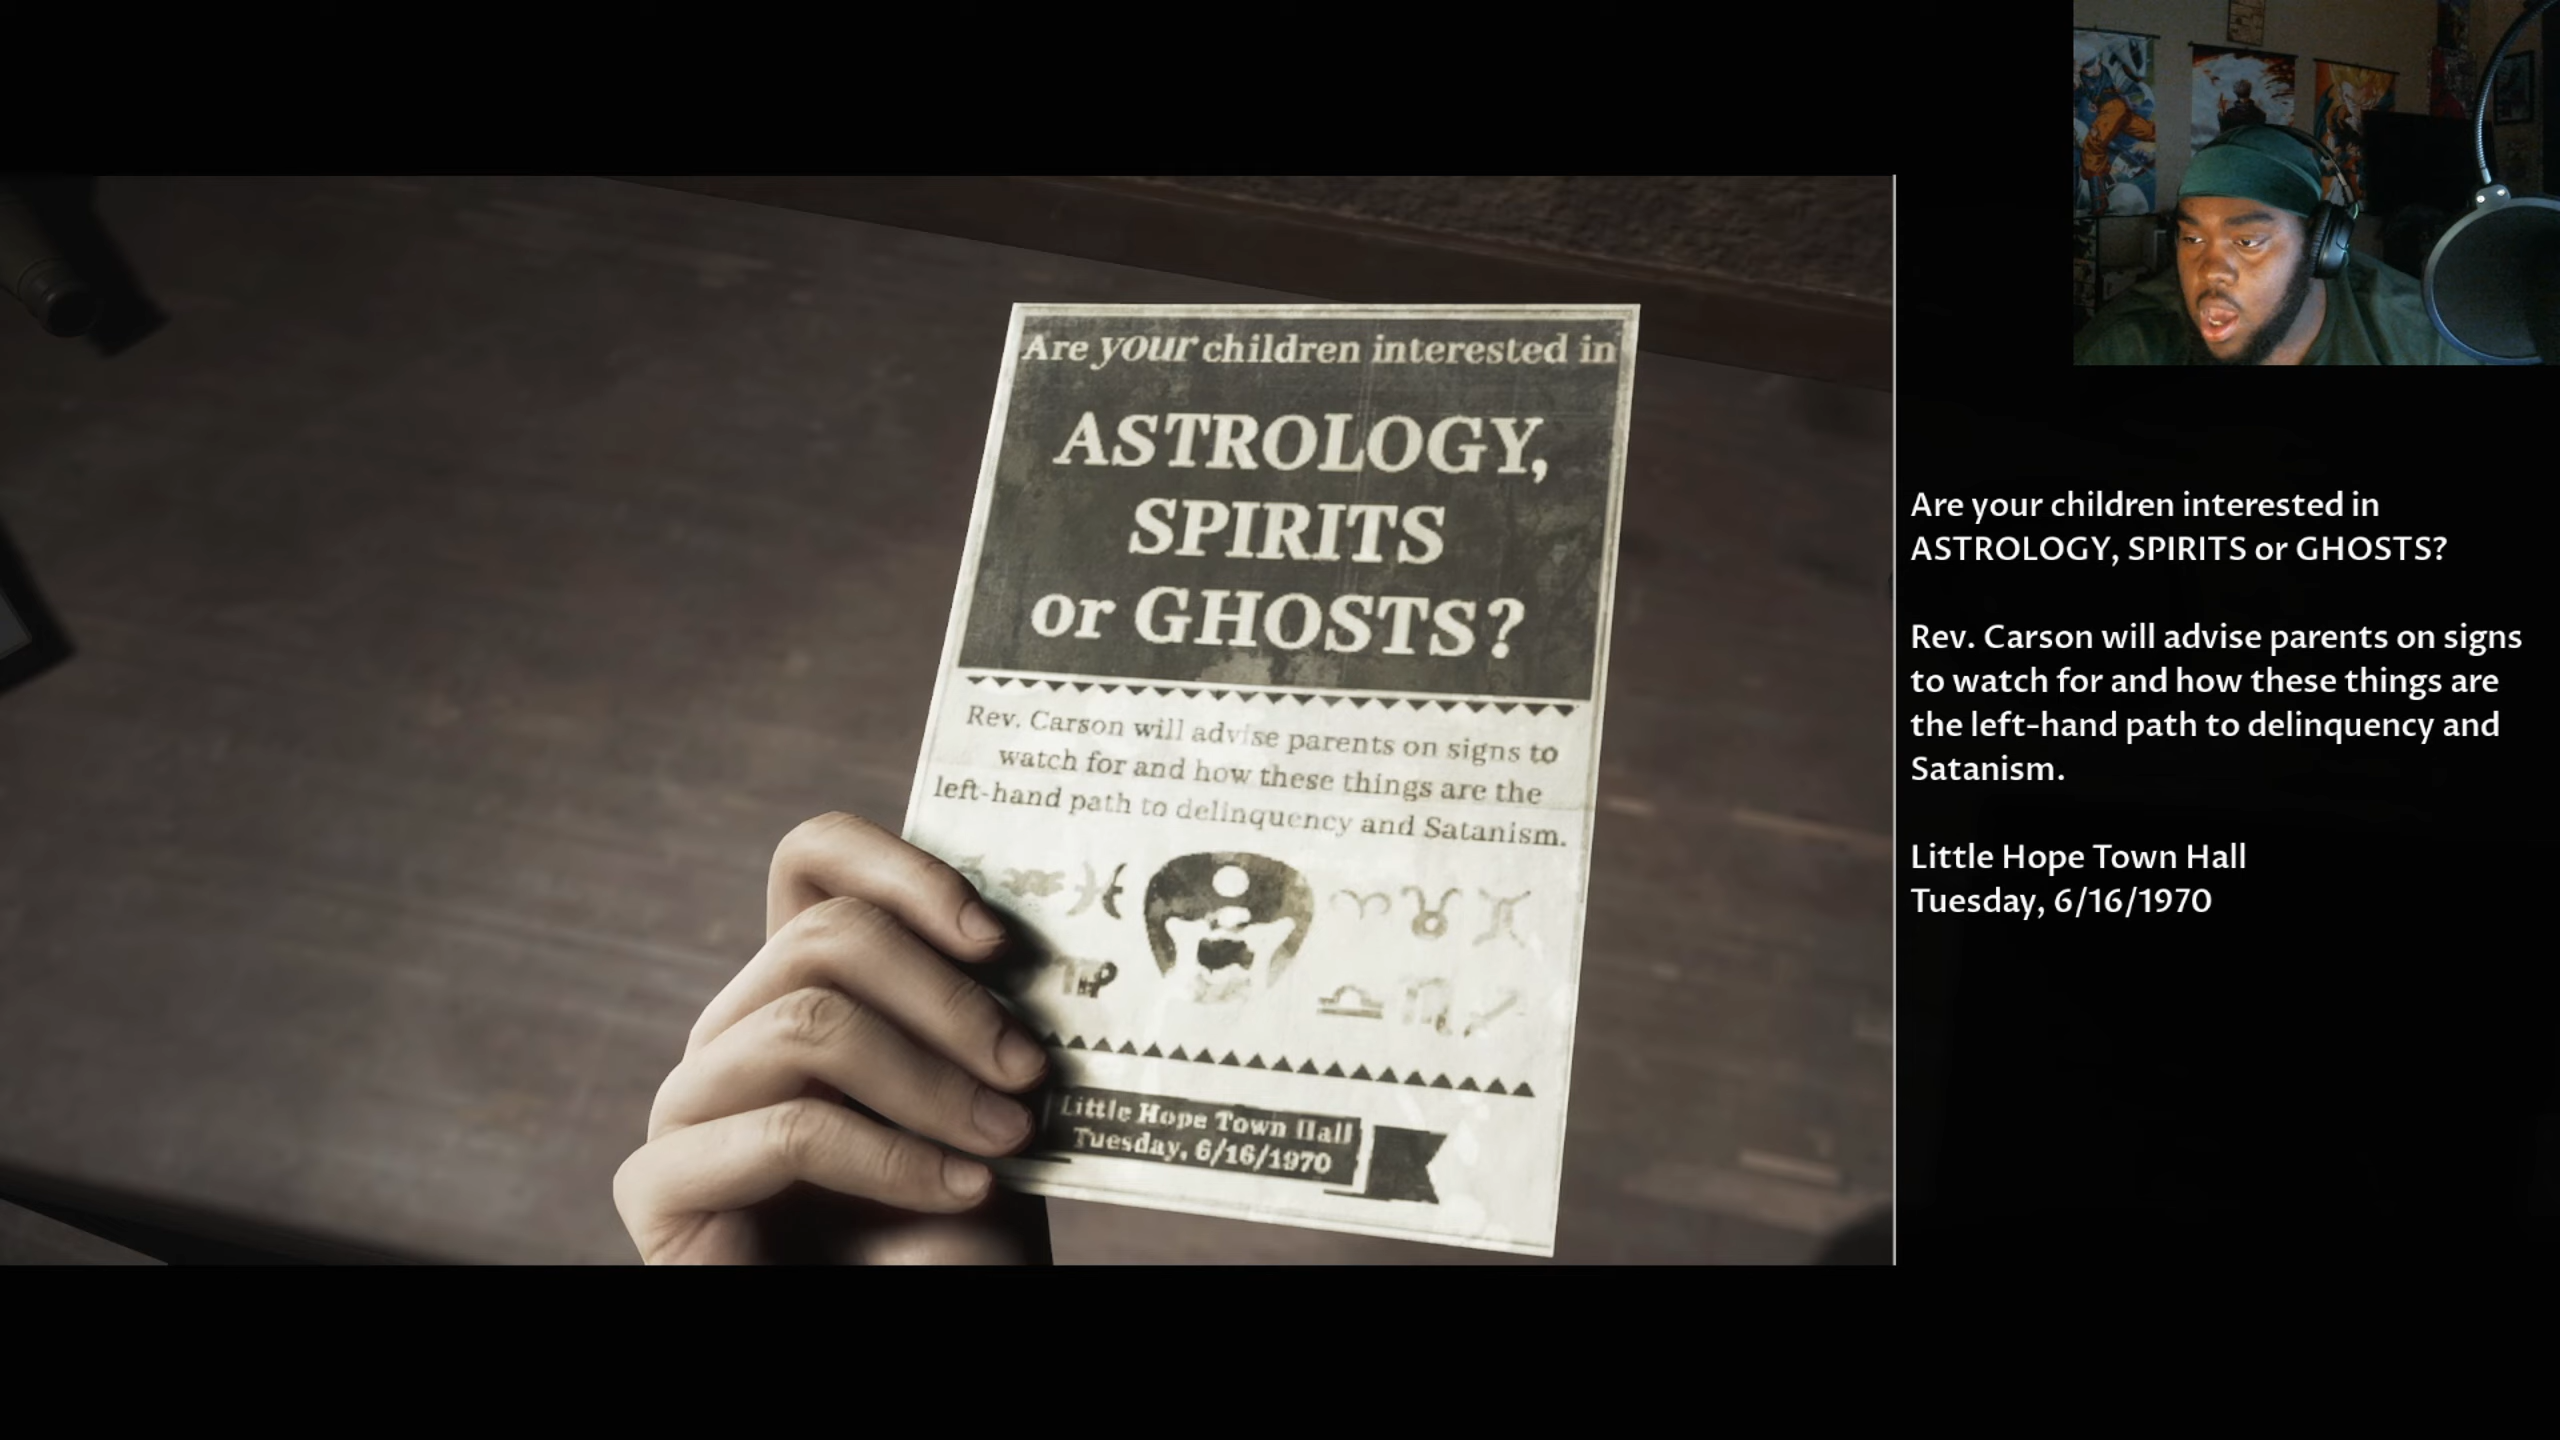 Are your children interested in
ASTROLOGY,
SPIRITS
or GHOSTS?
Rev. Carson will advise parents on signs to
watch for and how these things are the
left-hand path to delinquency and Satanism.
Little Hope Town Hall
Tuesday, 6/16/1970
Are your children interested in
ASTROLOGY, SPIRITS or GHOSTS?
Rev. Carson will advise parents on signs
to watch for and how these things are
the left-hand path to delinquency and
Satanism.
Little Hope Town Hall
Tuesday, 6/16/1970